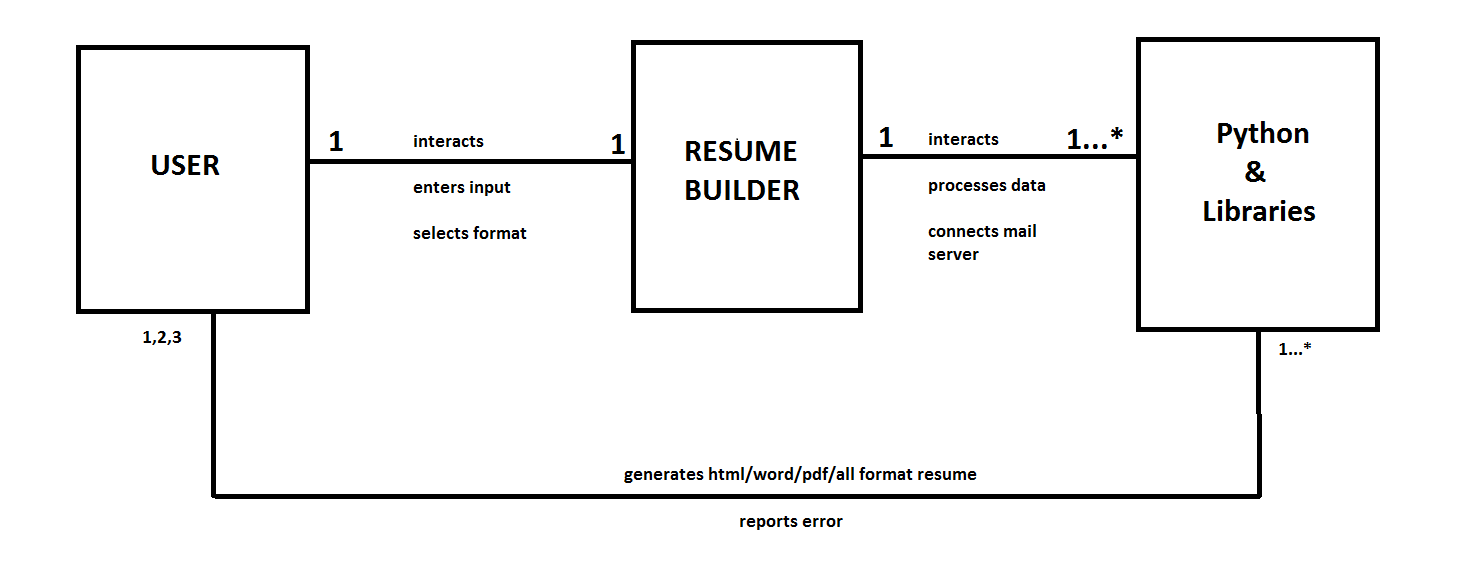 USER
1
interacts
1
enters input
selects format
RESUME
BUILDER
1
interacts
1...*
processes data
connects mail
server
Python
&
Libraries
1,2,3
1...*
generates html/word/pdf/all format resume
reports error